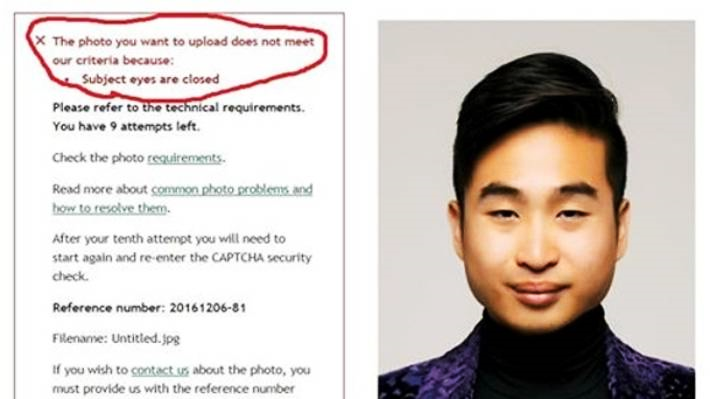 X The photo you want to upload does not meet
our criteria because:
• Subject eyes are closed
Please refer to the technical requirements.
You have 9 attempts left.
Check the photo requirements.
Read more about common photo problems and
how to resolve them.
After your tenth attempt you will need to
start again and re-enter the CAPTCHA security
check.
Reference number: 20161206-81
Filename: Untitled.jpg
If you wish to contact us about the photo, you
must provide us with the reference number